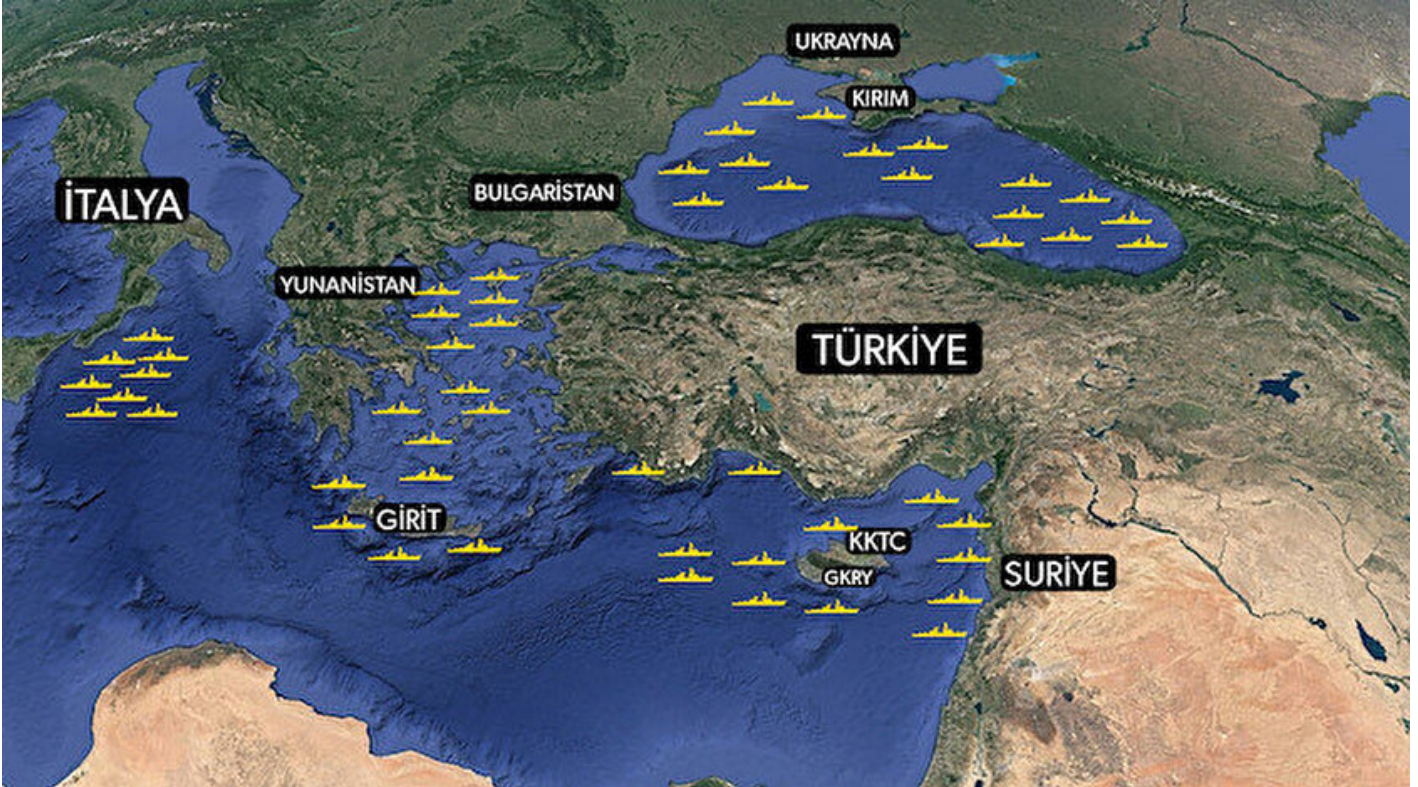 UKRAYNA
KIRIM
İTALYA
BULGARİSTAN
YUNANİSTAN
TÜRKİYE
GİRİT
KKTC
GKRY
SURİYE